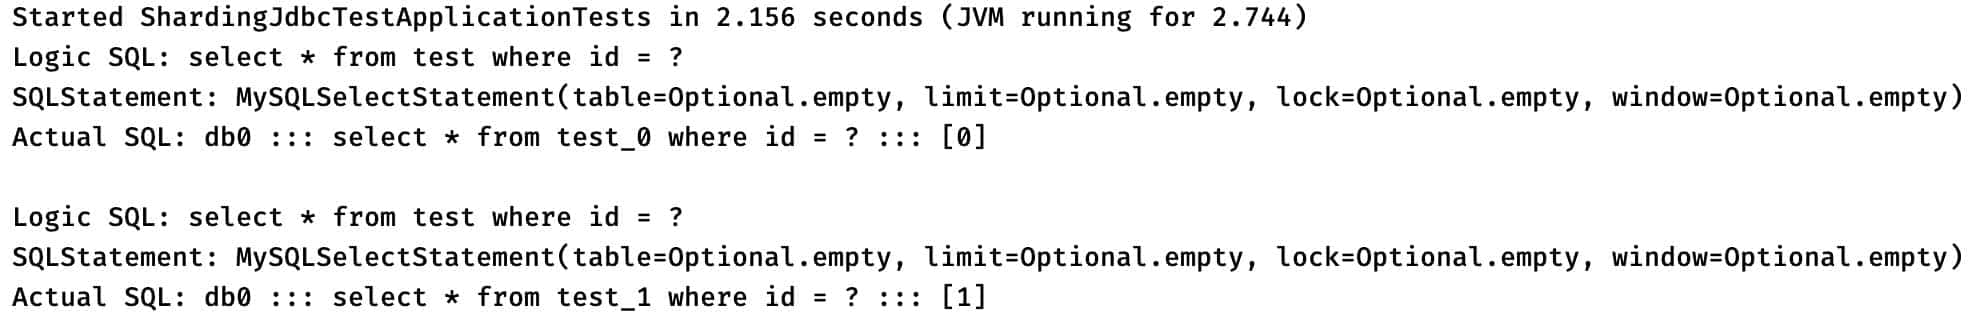 Started ShardingJdbcTestApplicationTests in 2.156 seconds (JVM running for 2.744)
Logic SQL: select * from test where id = ?
SQLStatement: MySQLSelectStatement(table=Optional.empty, limit=Optional.empty, lock=Optional.empty, window=Optional.empty)
Actual SQL: db0 ::: select * from test_0 where id = ? ::: [0]

Logic SQL: select * from test where id = ?
SQLStatement: MySQLSelectStatement(table=Optional.empty, limit=Optional.empty, lock=Optional.empty, window=Optional.empty)
Actual SQL: db0 ::: select * from test_1 where id = ? ::: [1]